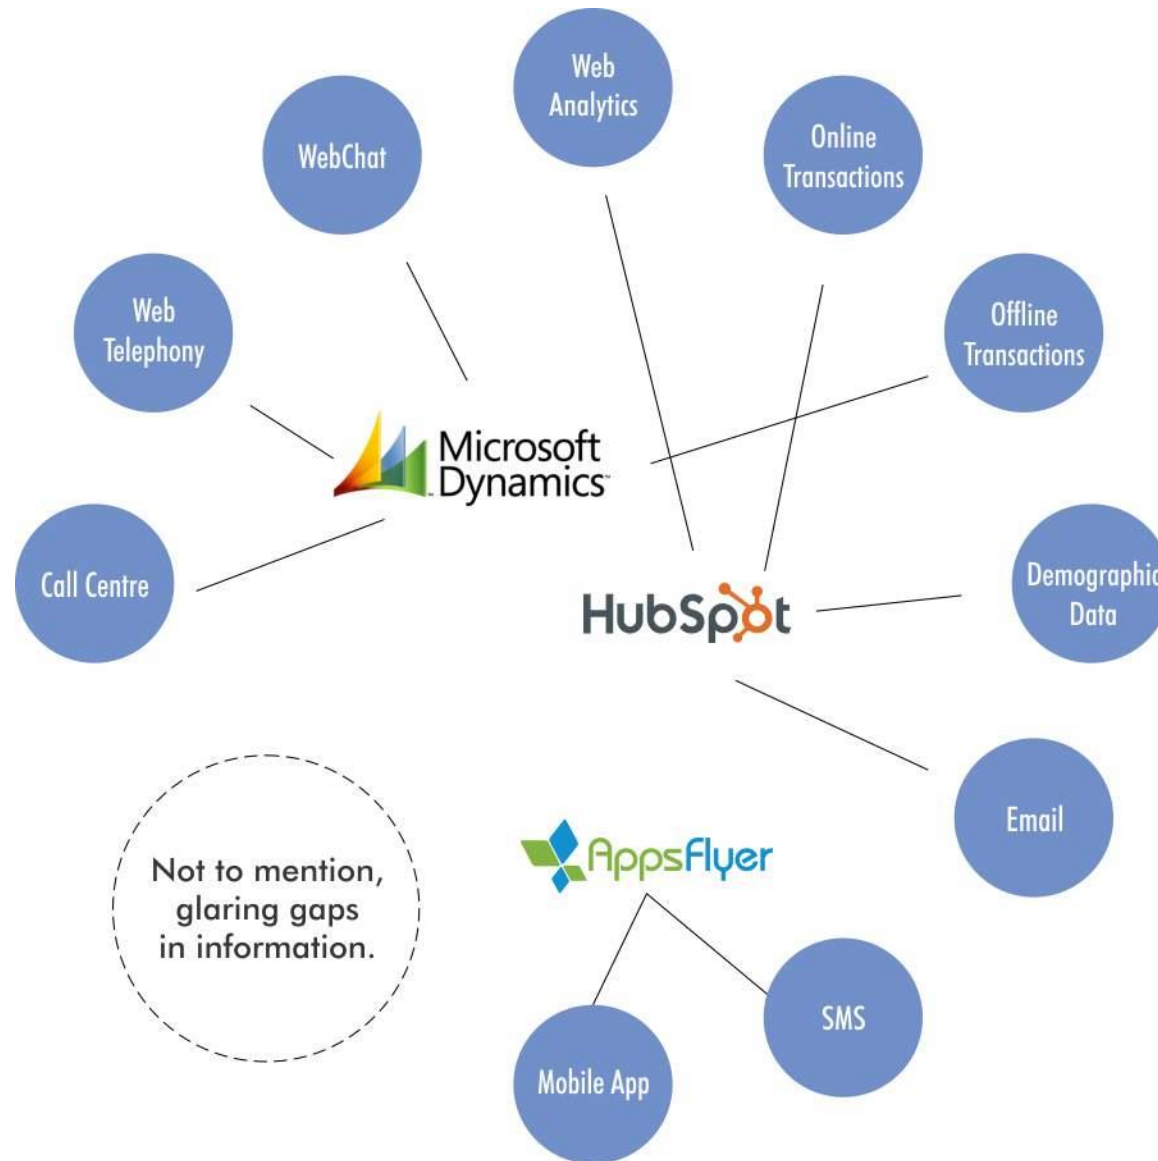 Web
Analytics
WebChat
Online
Transactions
Web
Telephony
Offline
Transactions
Microsoft
Dynamics
Call Centre
Demographic
Data
HubSpot
Email
AppsFlyer
Not to mention,
glaring gaps
in information.
SMS
Mobile App